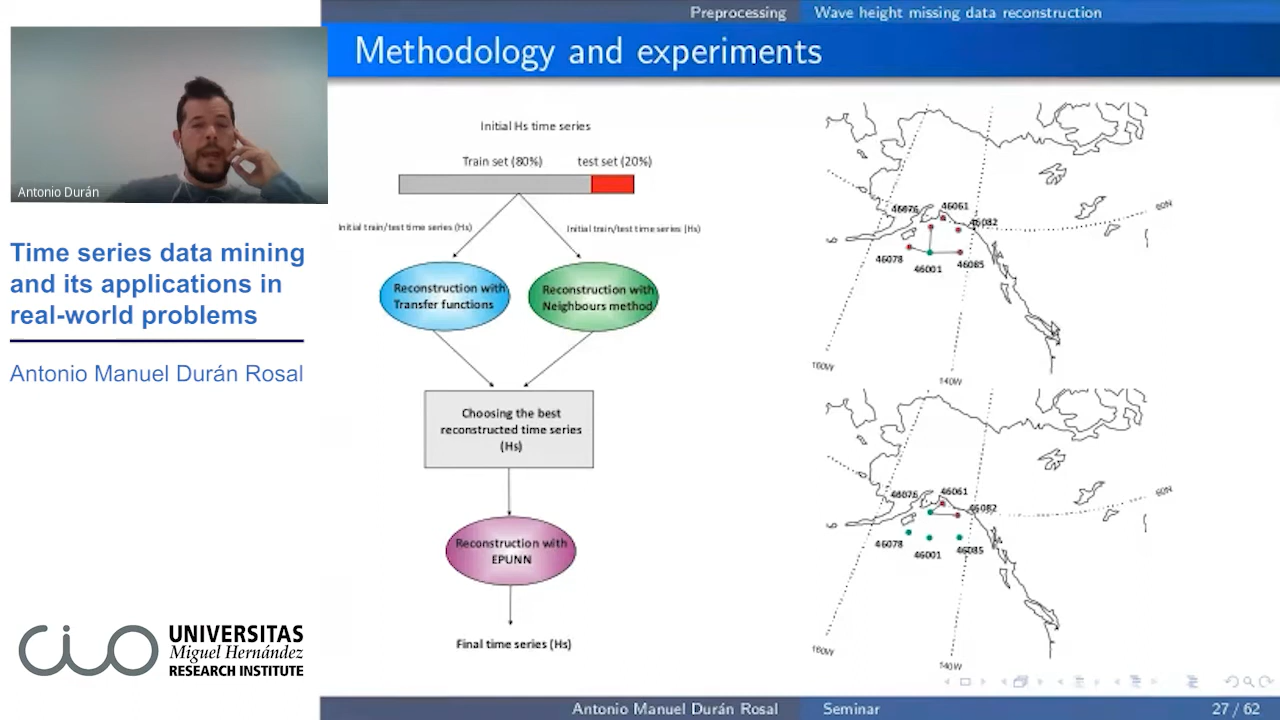 Preprocessing Wave height missing data reconstruction
Methodology and experiments
Antonio Durán
Time series data mining
and its applications in
real-world problems
Antonio Manuel Durán Rosal
cio
UNIVERSITAS
Miguel Hernández
RESEARCH INSTITUTE
Initial Hs time series
Train set (80%) test set (20%)
Initial train/test time series (Hs) Initial train/test time series (Hs)
Reconstruction with
Transfer functions
Reconstruction with
Neighbours method
Choosing the best
reconstructed time series
(Hs)
Reconstruction with
EPUNN
Final time series (Hs)
46076 46061
46082
46078
46001
46085
60N
160W
140W
46076 46061
46082
46078
46001
46085
60N
160W
140W
Antonio Manuel Durán Rosal Seminar 27 / 62